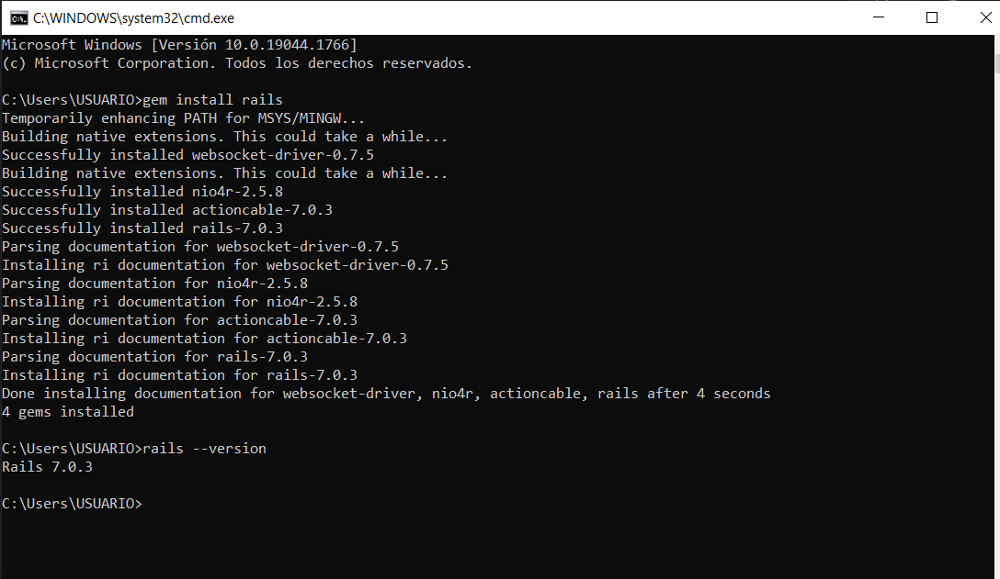 C:\WINDOWS\system32\cmd.exe
Microsoft Windows [Versión 10.0.19044.1766]
(c) Microsoft Corporation. Todos los derechos reservados.
C:\Users\USUARIO>gem install rails
Temporarily enhancing PATH for MSYS/MINGW...
Building native extensions. This could take a while...
Successfully installed websocket-driver-0.7.5
Building native extensions. This could take a while...
Successfully installed nio4r-2.5.8
Successfully installed actioncable-7.0.3
Successfully installed rails-7.0.3
Parsing documentation for websocket-driver-0.7.5
Installing ri documentation for websocket-driver-0.7.5
Parsing documentation for nio4r-2.5.8
Installing ri documentation for nio4r-2.5.8
Parsing documentation for actioncable-7.0.3
Installing ri documentation for actioncable-7.0.3
Parsing documentation for rails-7.0.3
Installing ri documentation for rails-7.0.3
Done installing documentation for websocket-driver, nio4r, actioncable, rails after 4 seconds
4 gems installed
C:\Users\USUARIO>rails --version
Rails 7.0.3
C:\Users\USUARIO>